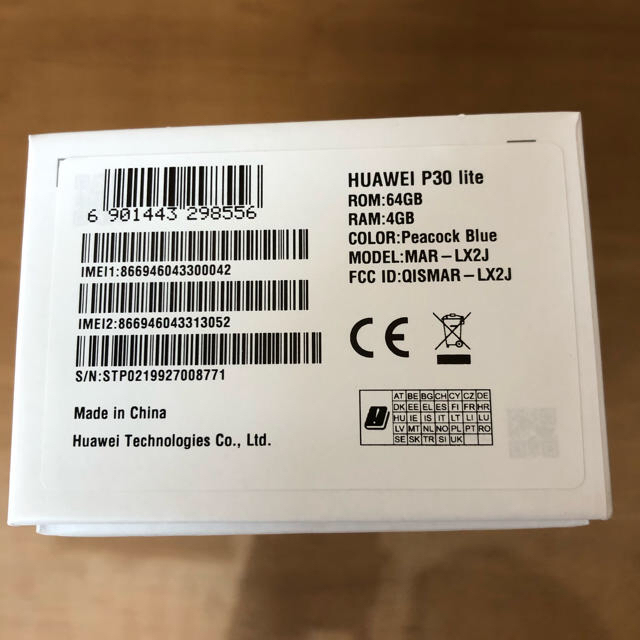 6 901443 298556
IMEI1:866946043300042
IMEI2:866946043313052
S/N:STP0219927008771
Made in China
Huawei Technologies Co., Ltd.
HUAWEI P30 lite
ROM:64GB
RAM:4GB
COLOR:Peacock Blue
MODEL:MAR-LX2J
FCC ID:QISMAR-LX2J
CE
AT BE BG CH CY CZ DE
DK EE EL ES FI FR HR
HU IE IS IT LT LI LU
LV MT NL NO PL PT RO
SE SK TR SI UK